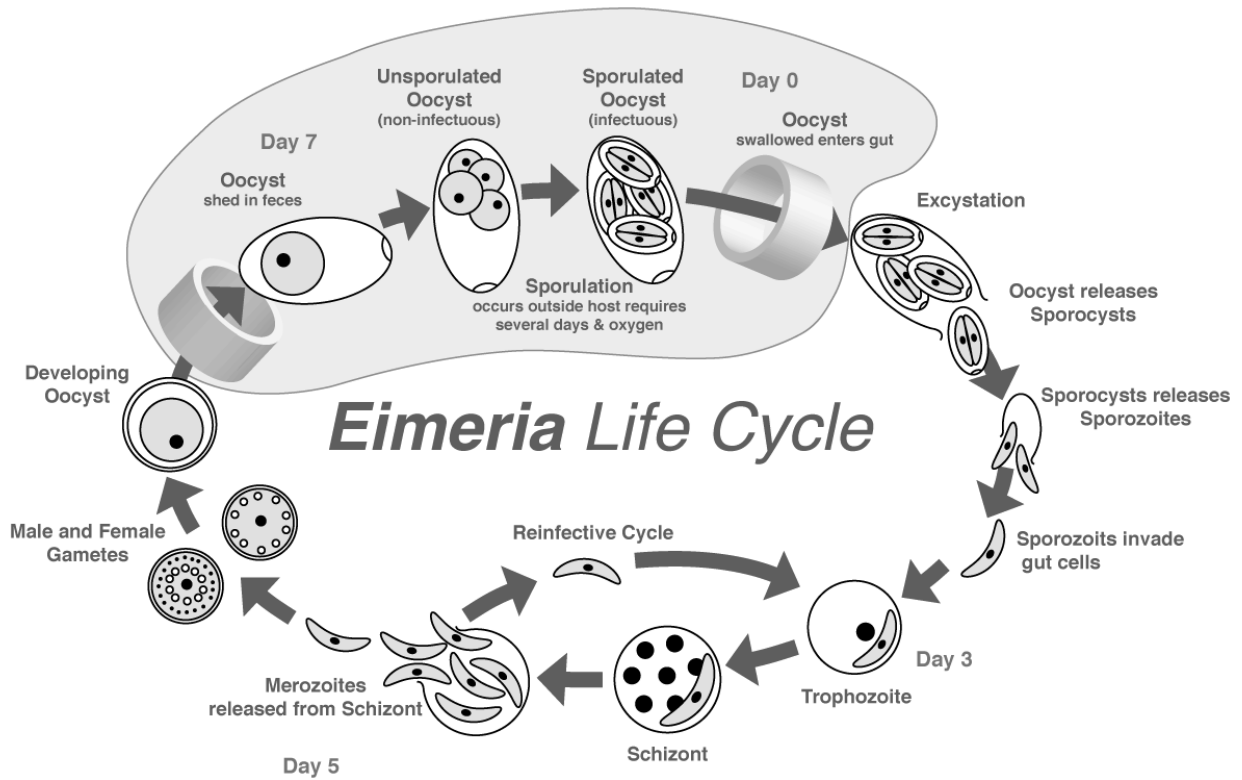 Day 0
Oocyst
swallowed enters gut
Sporulated
Oocyst
(infectuous)
Unsporulated
Oocyst
(non-infectuous)
Day 7
Oocyst
shed in feces
Sporulation
occurs outside host requires
several days & oxygen
Excystation
Oocyst releases
Sporocysts
Sporocysts releases
Sporozoites
Sporozoits invade
gut cells
Developing
Oocyst
Eimeria Life Cycle
Male and Female
Gametes
Reinfective Cycle
Day 3
Trophozoite
Schizont
Merozoites
released from Schizont
Day 5